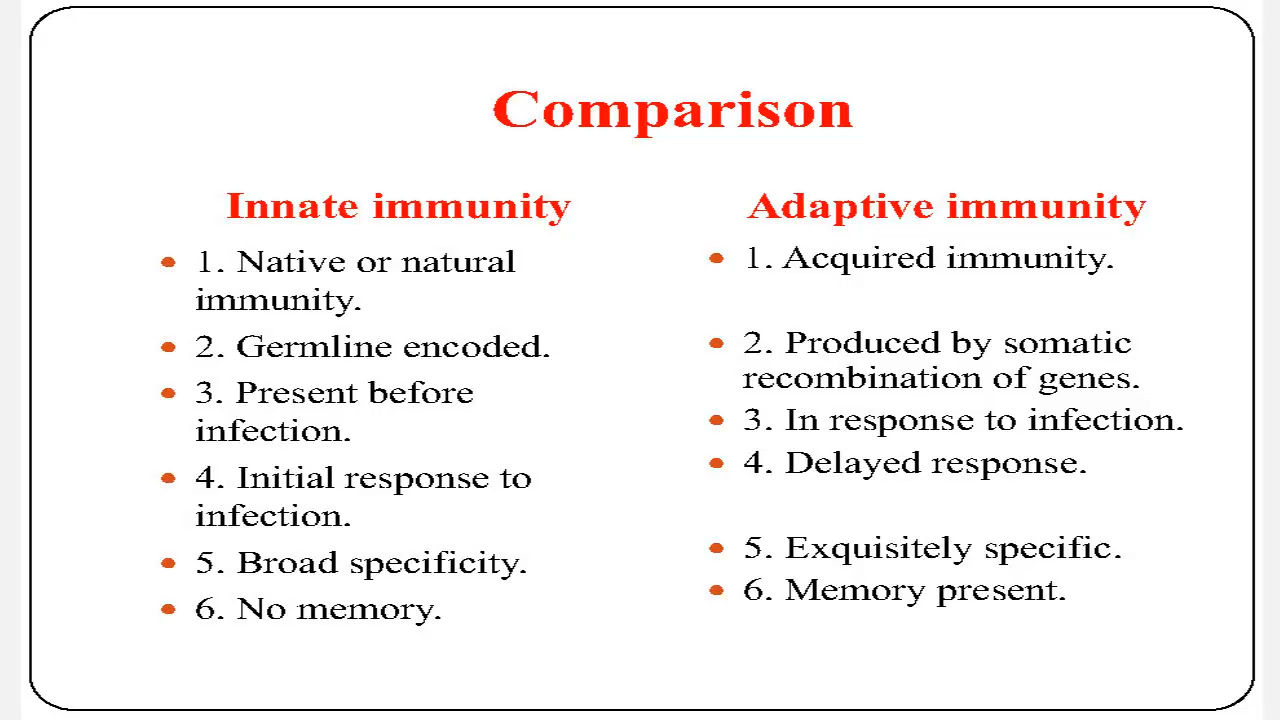 Comparison
Innate immunity
1. Native or natural
immunity.
2. Germline encoded.
3. Present before
infection.
4. Initial response to
infection.
5. Broad specificity.
6. No memory.
Adaptive immunity
1. Acquired immunity.
2. Produced by somatic
recombination of genes.
3. In response to infection.
4. Delayed response.
5. Exquisitely specific.
6. Memory present.